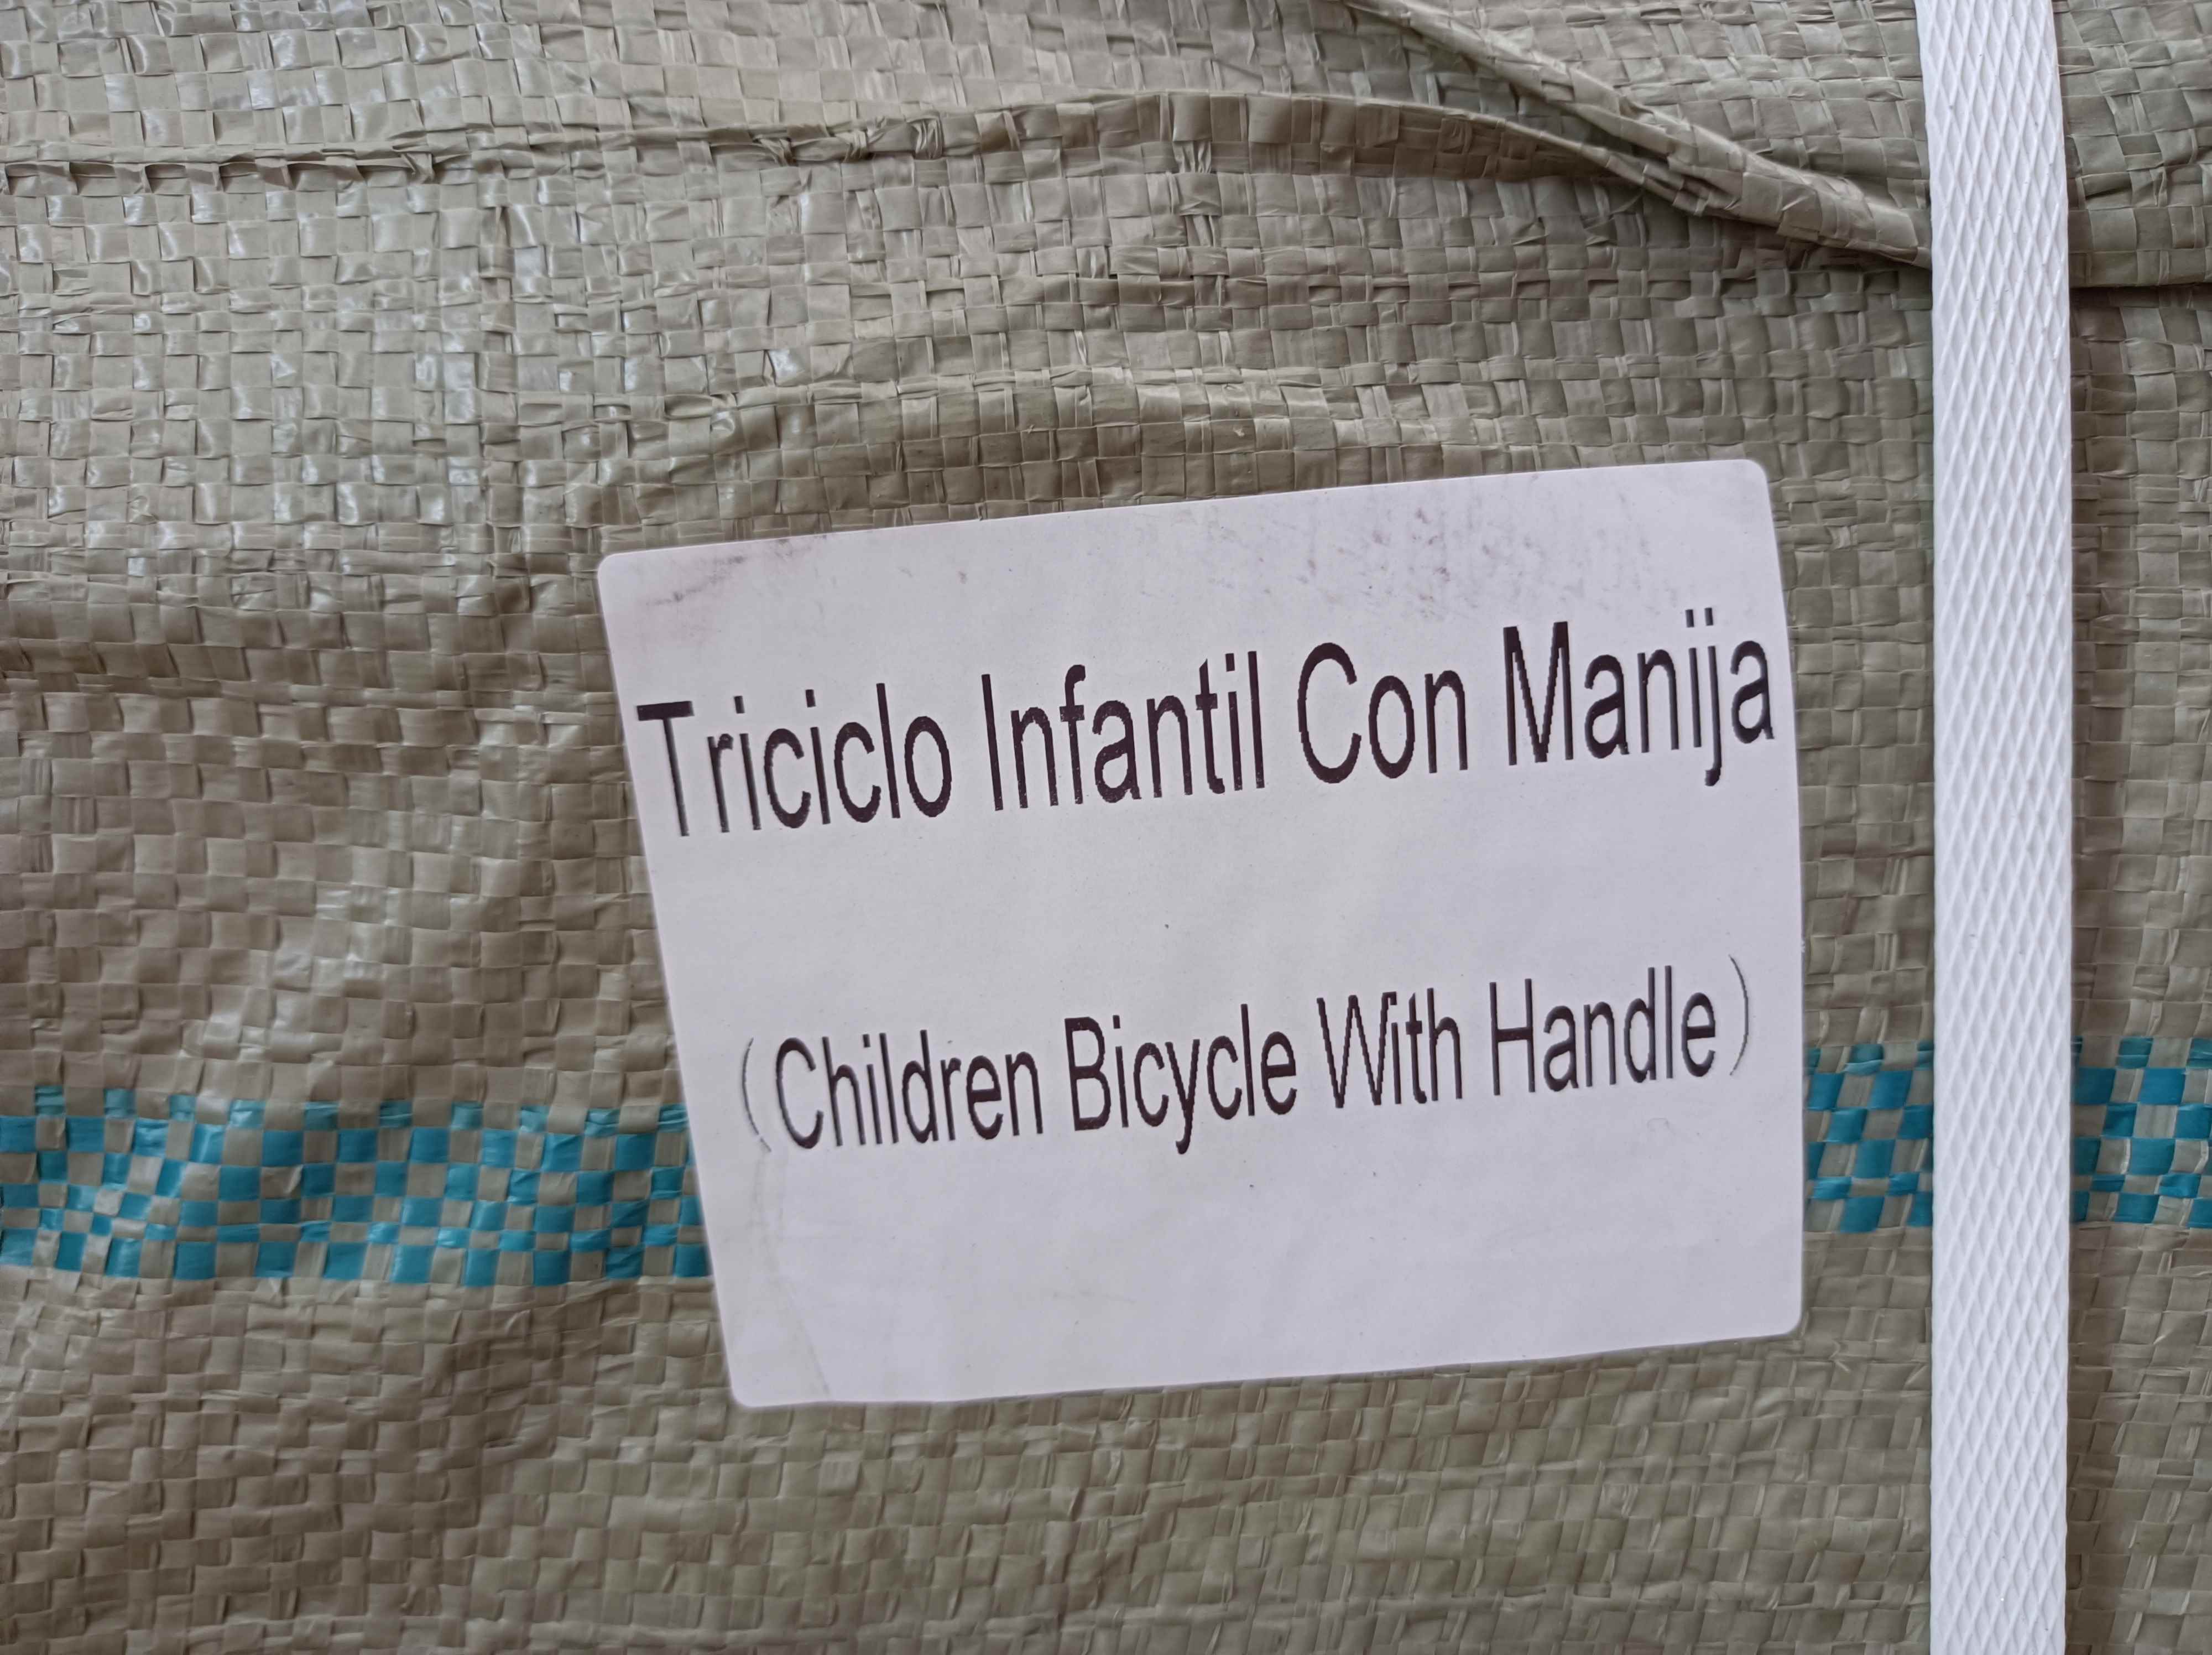 Triciclo Infantil Con Manija
（Children Bicycle With Handle）